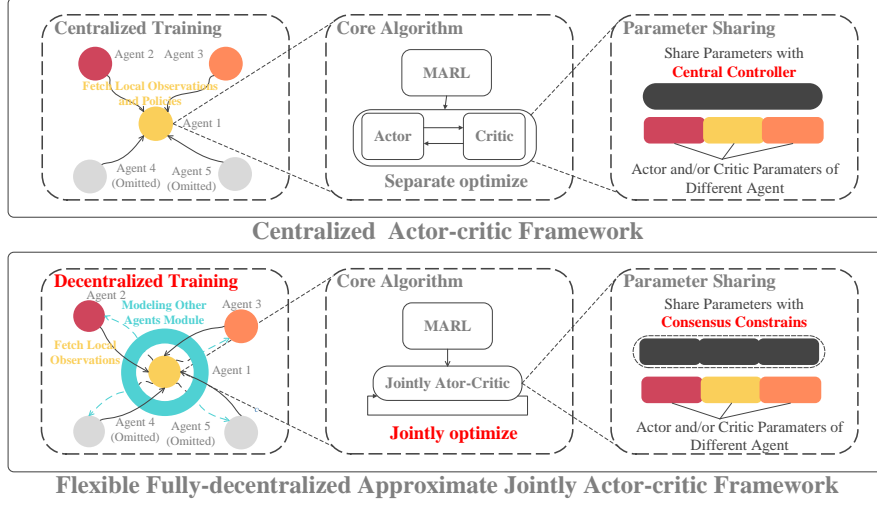 Centralized Training
Agent 2
Agent 3
Fetch Local Observations
and Policies
Agent 1
Agent 4
(Omitted)
Agent 5
(Omitted)
Core Algorithm
MARL
Actor
Critic
Separate optimize
Parameter Sharing
Share Parameters with
Central Controller
Actor and/or Critic Paramaters of
Different Agent
Centralized Actor-critic Framework
Decentralized Training
Agent 2
Modeling Other
Agents Module
Agent 3
Fetch Local
Observations
Agent 1
Agent 4
(Omitted)
Agent 5
(Omitted)
Core Algorithm
MARL
Jointly Ator-Critic
Jointly optimize
Parameter Sharing
Share Parameters with
Consensus Constrains
Actor and/or Critic Paramaters of
Different Agent
Flexible Fully-decentralized Approximate Jointly Actor-critic Framework